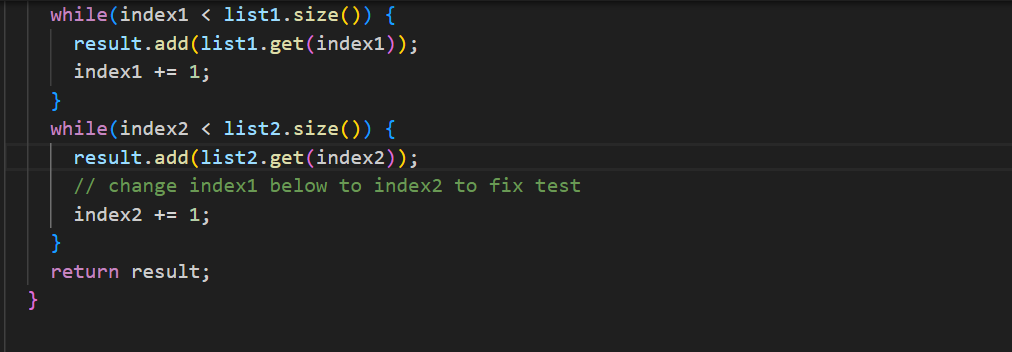 while(index1 < list1.size()) {
result.add(list1.get(index1));
index1 += 1;
}
while(index2 < list2.size()) {
result.add(list2.get(index2));
// change index1 below to index2 to fix test
index2 += 1;
}
return result;
}